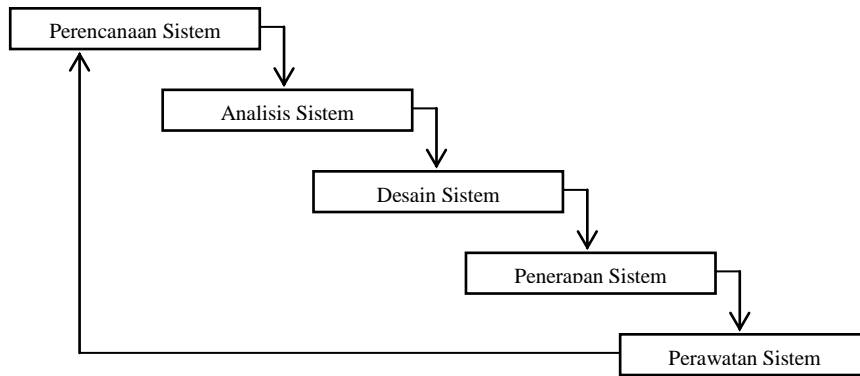 Perencanaan Sistem
Analisis Sistem
Desain Sistem
Penerapan Sistem
Perawatan Sistem